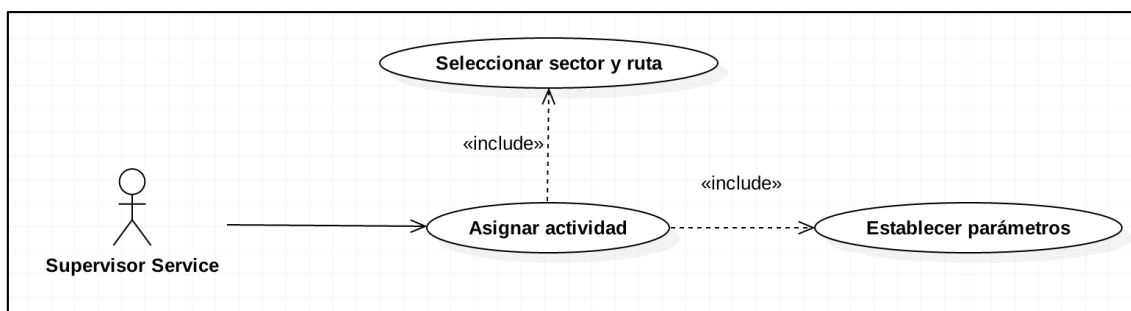 Seleccionar sector y ruta
«include»
«include»
Asignar actividad
Establecer parámetros
Supervisor Service